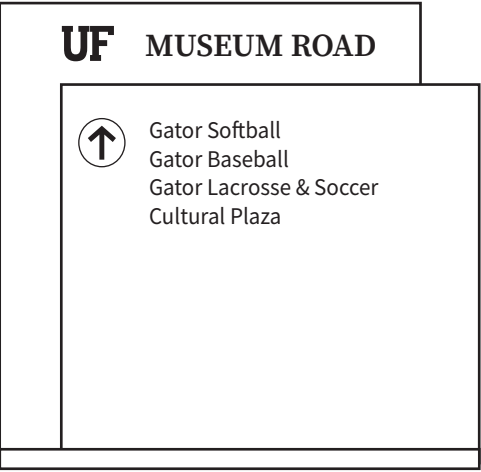 UF MUSEUM ROAD
Gator Softball
Gator Baseball
Gator Lacrosse & Soccer
Cultural Plaza